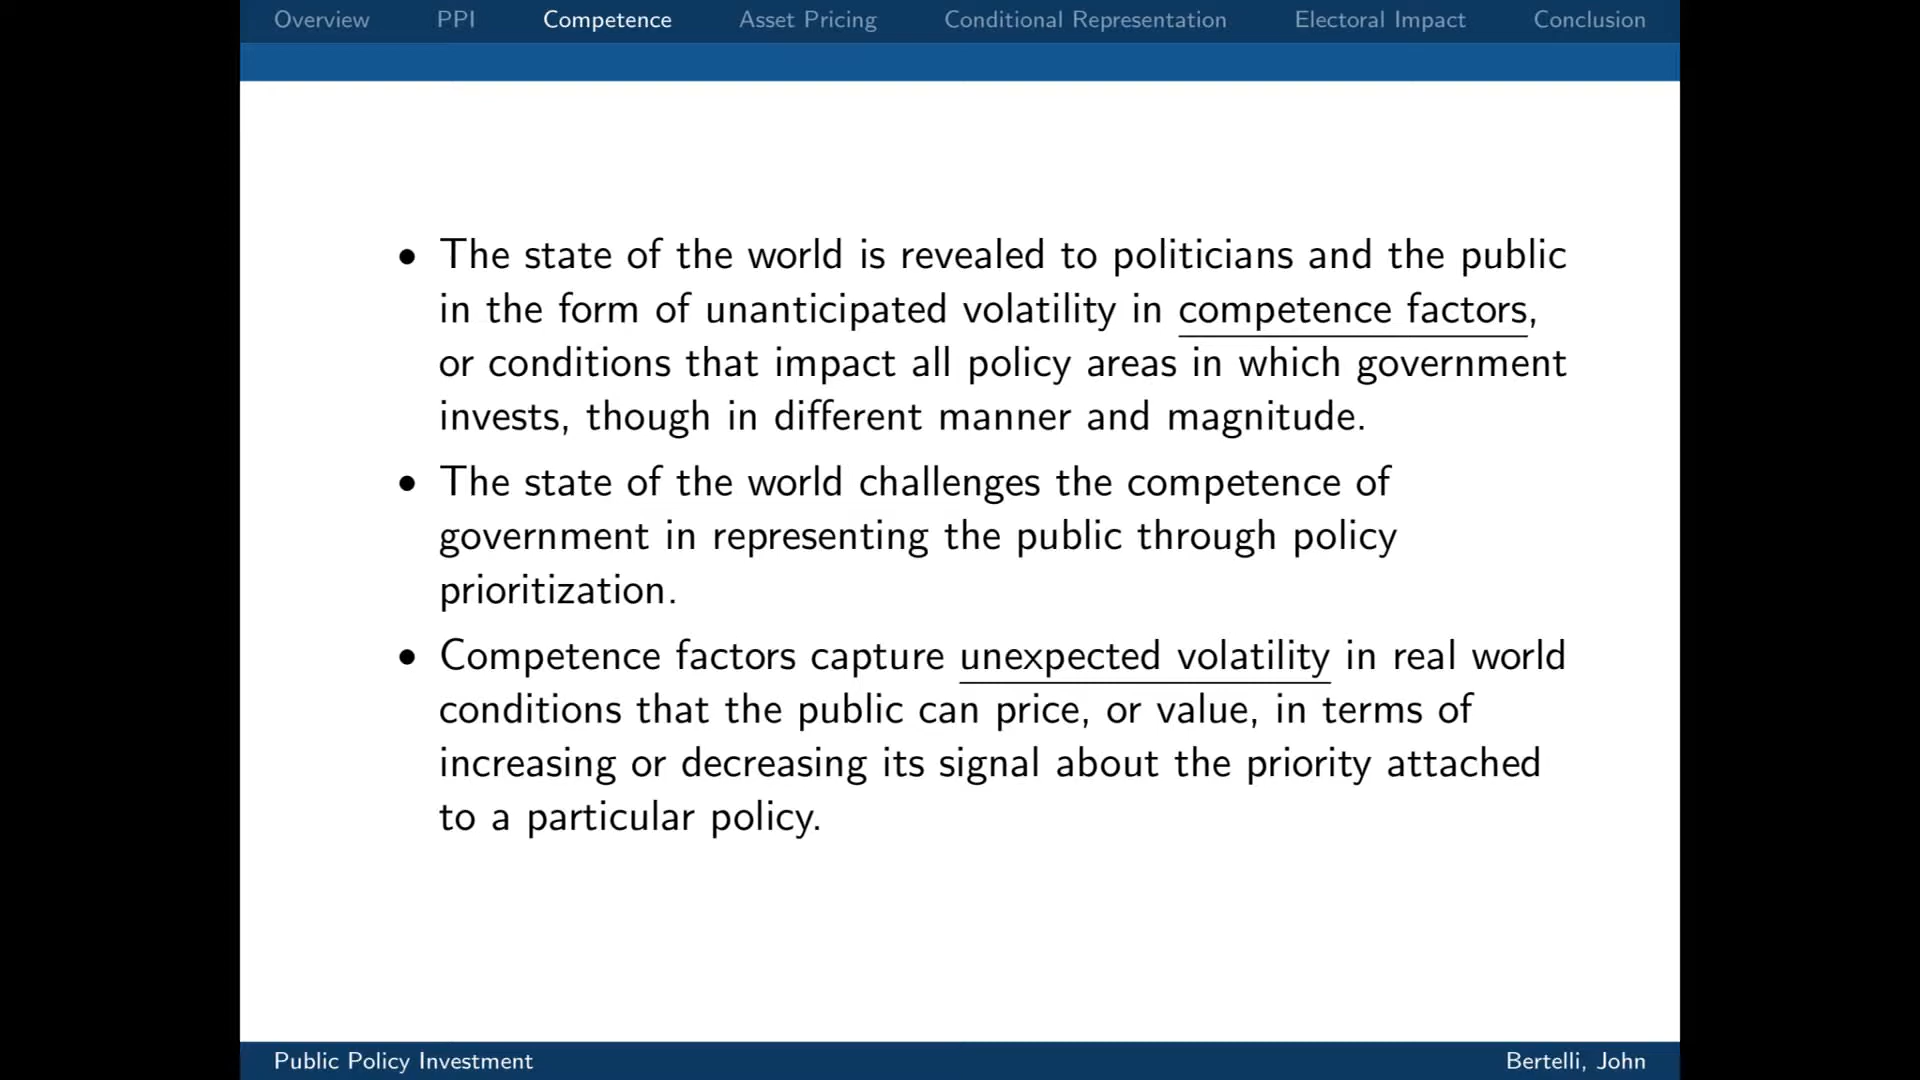 Overview PPI Competence Asset Pricing Conditional Representation Electoral Impact Conclusion
• The state of the world is revealed to politicians and the public
in the form of unanticipated volatility in competence factors,
or conditions that impact all policy areas in which government
invests, though in different manner and magnitude.
• The state of the world challenges the competence of
government in representing the public through policy
prioritization.
• Competence factors capture unexpected volatility in real world
conditions that the public can price, or value, in terms of
increasing or decreasing its signal about the priority attached
to a particular policy.
Public Policy Investment Bertelli, John